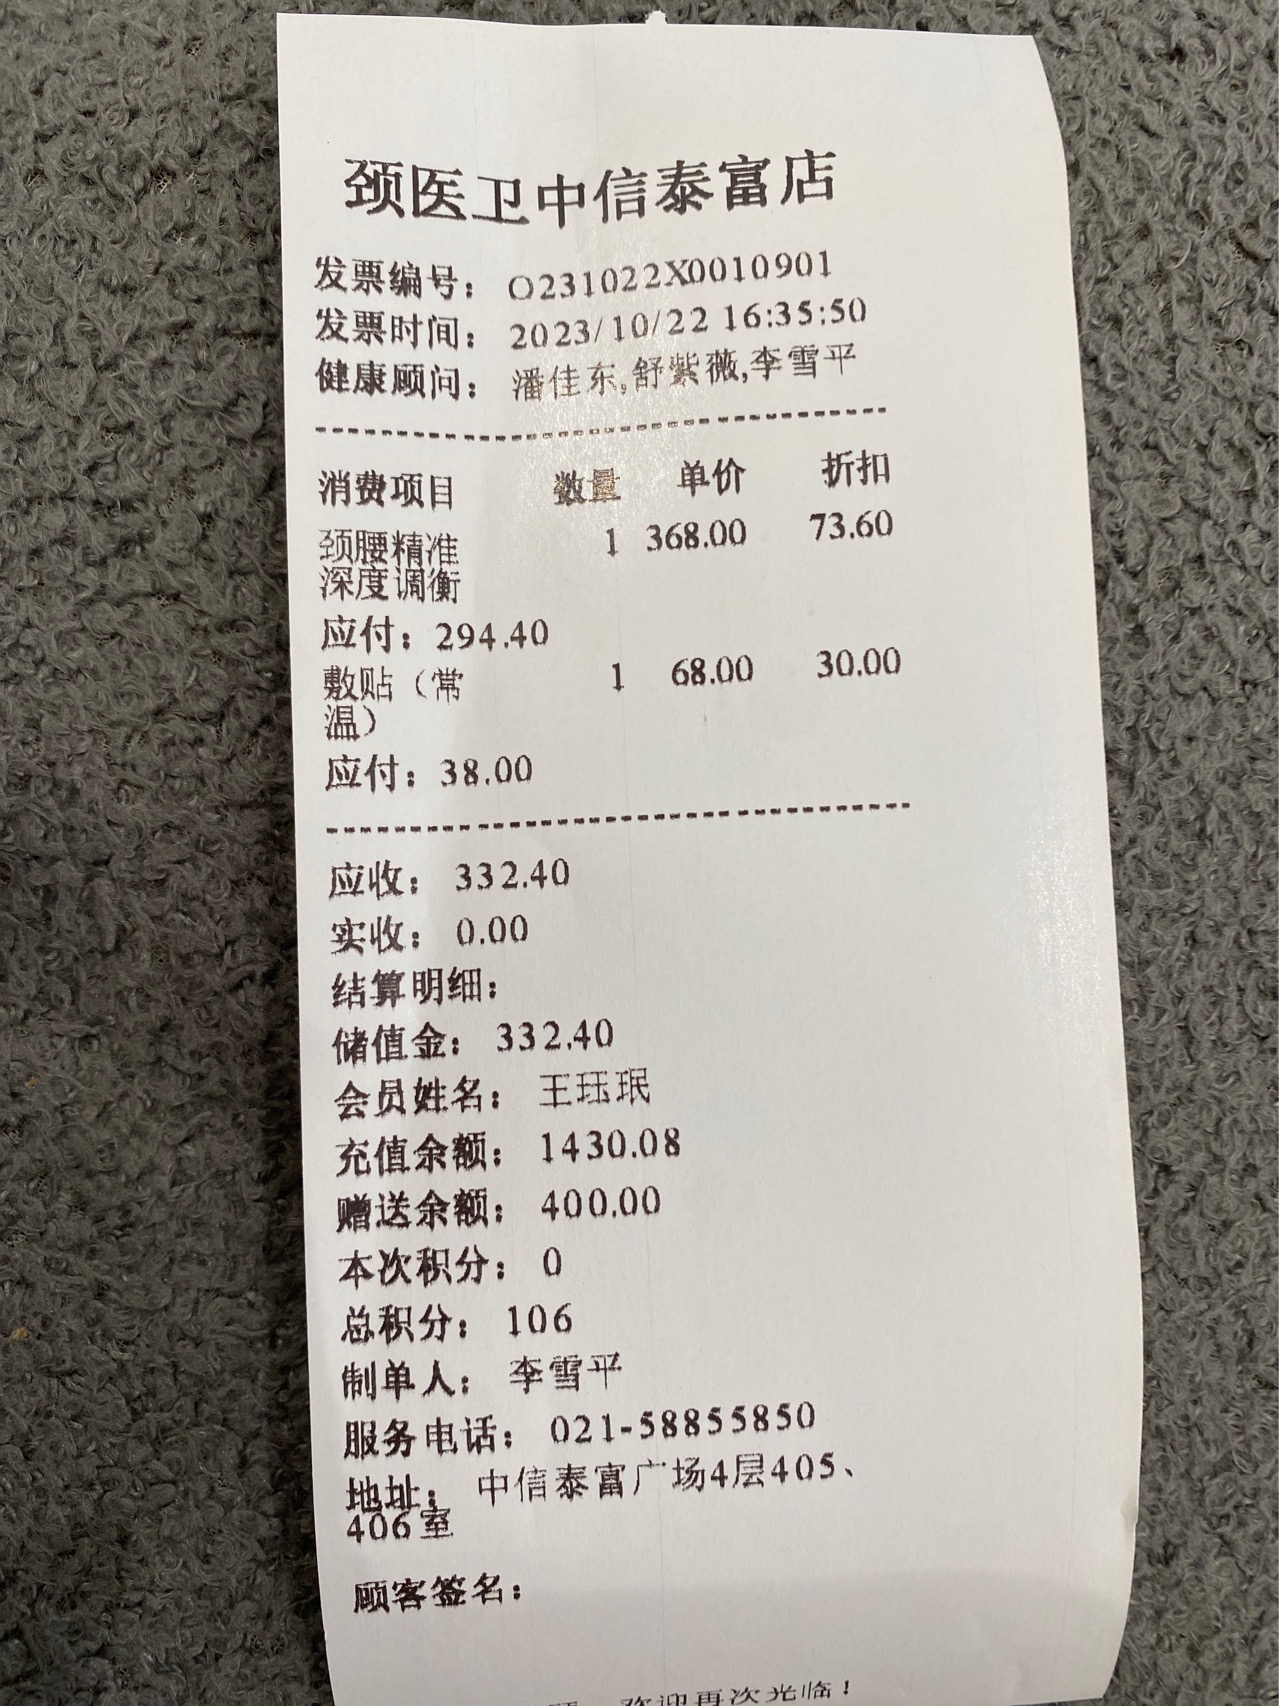 颈医卫中信泰富店
发票编号： O231022X0010901
发票时间： 2023/10/22 16:35:50
健康顾问： 潘佳东,舒紫薇,李雪平
消费项目 数量 单价 折扣
颈腰精准 1 368.00 73.60
深度调衡
应付：294.40
敷贴（常 1 68.00 30.00
温）
应付：38.00
应收： 332.40
实收： 0.00
结算明细：
储值金： 332.40
会员姓名： 王珏珉
充值余额： 1430.08
赠送余额： 400.00
本次积分： 0
总积分： 106
制单人： 李雪平
服务电话： 021-58855850
地址： 中信泰富广场4层405、
406室
顾客签名：
欢迎再次光临！